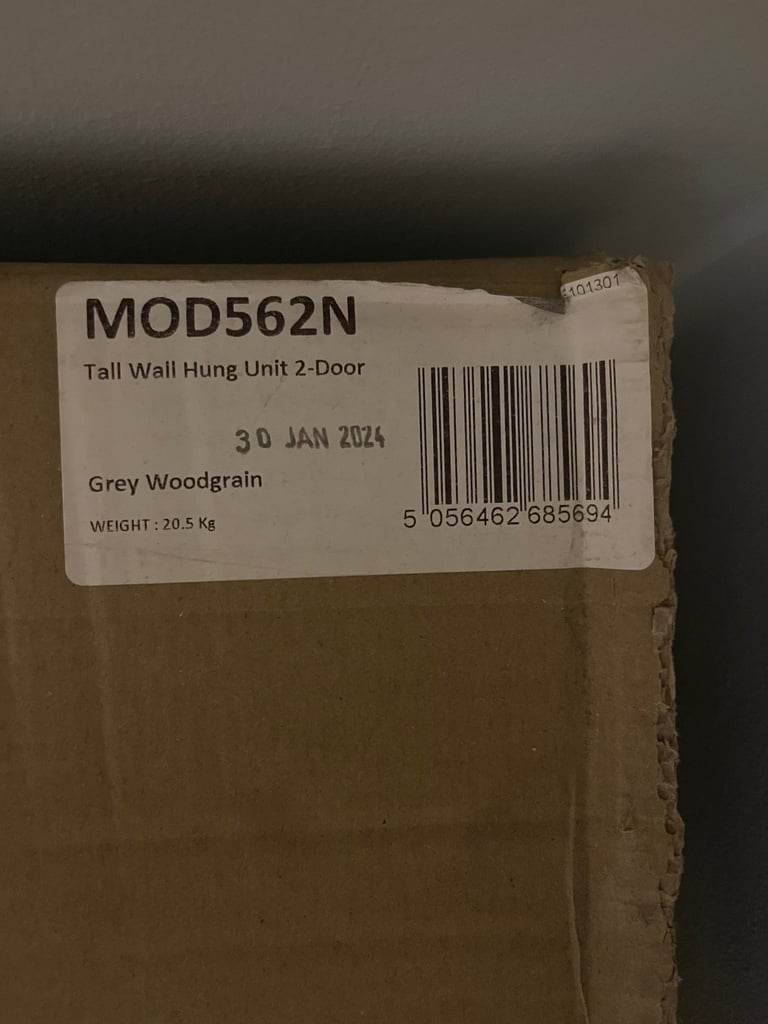 MOD562N
Tall Wall Hung Unit 2-Door
30 JAN 2024
Grey Woodgrain
WEIGHT : 20.5 Kg
101301
5 056462 685694